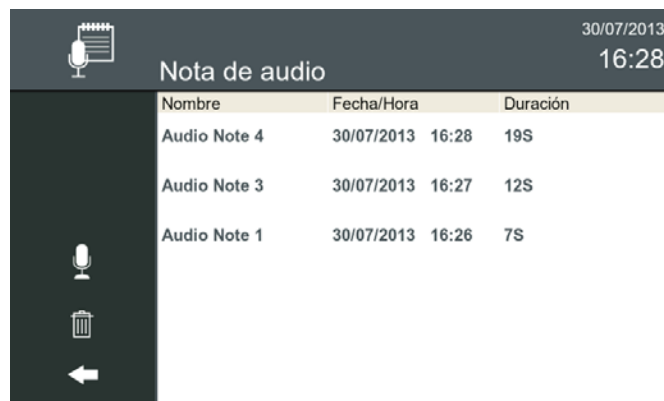 30/07/2013
16:28
Nota de audio
Nombre Fecha/Hora Duración
Audio Note 4 30/07/2013 16:28 19S
Audio Note 3 30/07/2013 16:27 12S
Audio Note 1 30/07/2013 16:26 7S